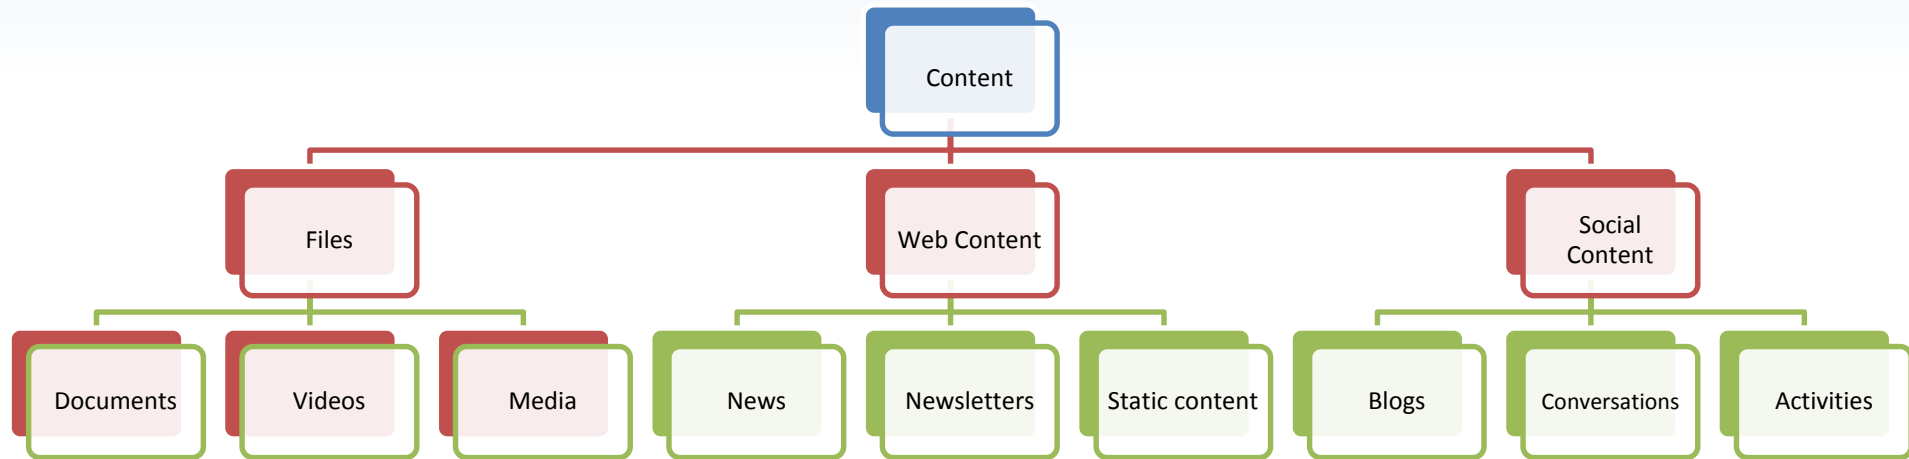 Content
Files
Web Content
Social
Content
Documents
Videos
Media
News
Newsletters
Static content
Blogs
Conversations
Activities